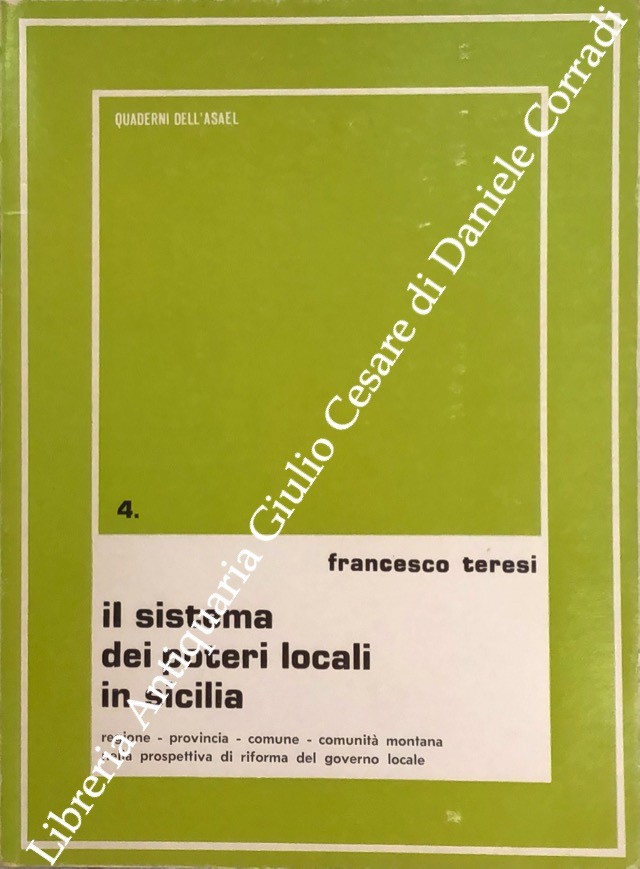 QUADERNI DELL'ASAEL
4.
francesco teresi
il sistema
dei poteri locali
in sicilia
regione - provincia - comune - comunità montana
nella prospettiva di riforma del governo locale
Libreria Antiquaria Giulio Cesare di Daniele Corradi